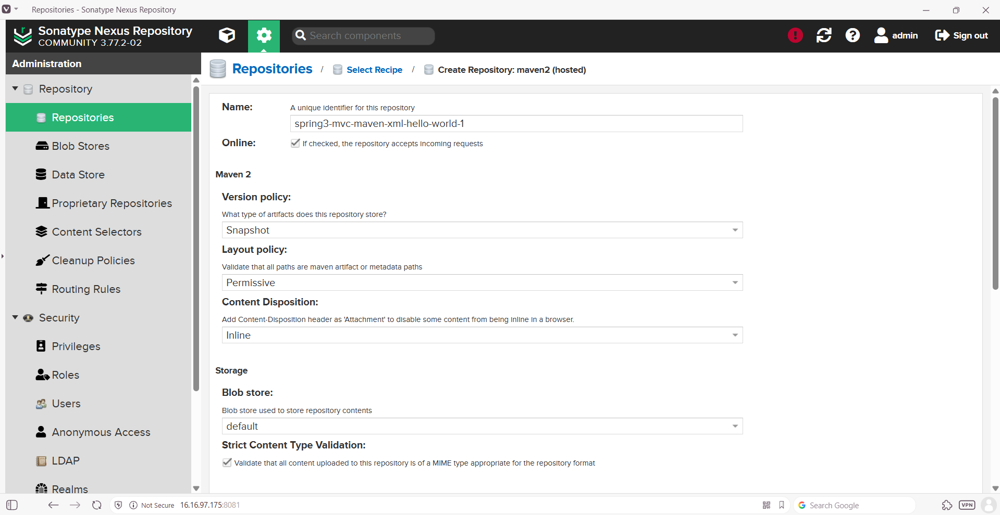 Repositories - Sonatype Nexus Repository
Sonatype Nexus Repository
COMMUNITY 3.77.2-02
Search components
admin
Sign out
Administration
Repositories / Select Recipe / Create Repository: maven2 (hosted)
Repository
Repositories
Blob Stores
Data Store
Proprietary Repositories
Content Selectors
Cleanup Policies
Routing Rules
Security
Privileges
Roles
Users
Anonymous Access
LDAP
Realms
Name:
A unique identifier for this repository
spring3-mvc-maven-xml-hello-world-1
Online:
If checked, the repository accepts incoming requests
Maven 2
Version policy:
What type of artifacts does this repository store?
Snapshot
Layout policy:
Validate that all paths are maven artifact or metadata paths
Permissive
Content Disposition:
Add Content-Disposition header as 'Attachment' to disable some content from being inline in a browser.
Inline
Storage
Blob store:
Blob store used to store repository contents
default
Strict Content Type Validation:
Validate that all content uploaded to this repository is of a MIME type appropriate for the repository format
Not Secure 16.16.97.175:8081
Search Google
VPN